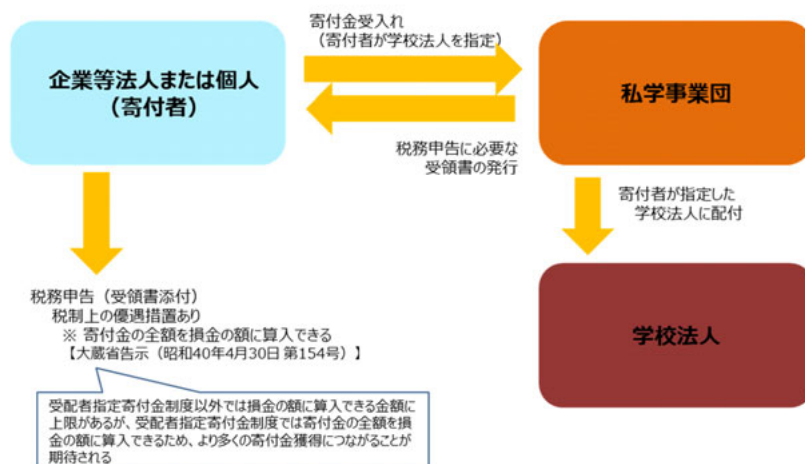 寄付金受入れ
（寄付者が学校法人を指定）
企業等法人または個人
（寄付者）
私学事業団
税務申告に必要な
受領書の発行
寄付者が指定した
学校法人に配付
税務申告（受領書添付）
税制上の優遇措置あり
※ 寄付金の全額を損金の額に算入できる
【大蔵省告示（昭和40年4月30日 第154号）】
学校法人
受配者指定寄付金制度以外では損金の額に算入できる金額に
上限があるが、受配者指定寄付金制度では寄付金の全額を損
金の額に算入できるため、より多くの寄付金獲得につながることが
期待される